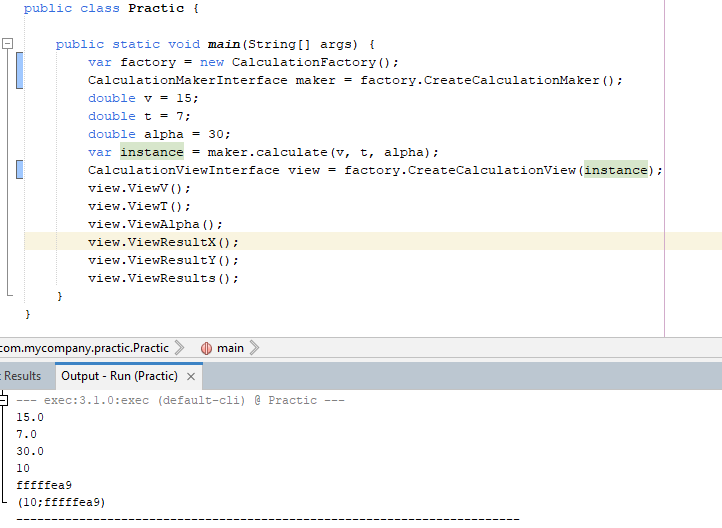 public class Practic {
public static void main(String[] args) {
var factory = new CalculationFactory();
CalculationMakerInterface maker = factory.CreateCalculationMaker();
double v = 15;
double t = 7;
double alpha = 30;
var instance = maker.calculate(v, t, alpha);
CalculationViewInterface view = factory.CreateCalculationView(instance);
view.ViewV();
view.ViewT();
view.ViewAlpha();
view.ViewResultX();
view.ViewResultY();
view.ViewResults();
}
}
com.mycompany.practic.Practic main
Results Output - Run (Practic) ×
--- exec:3.1.0:exec (default-cli) @ Practic ---
15.0
7.0
30.0
10
fffffea9
(10;fffffea9)
------------------------------------------------------------------------